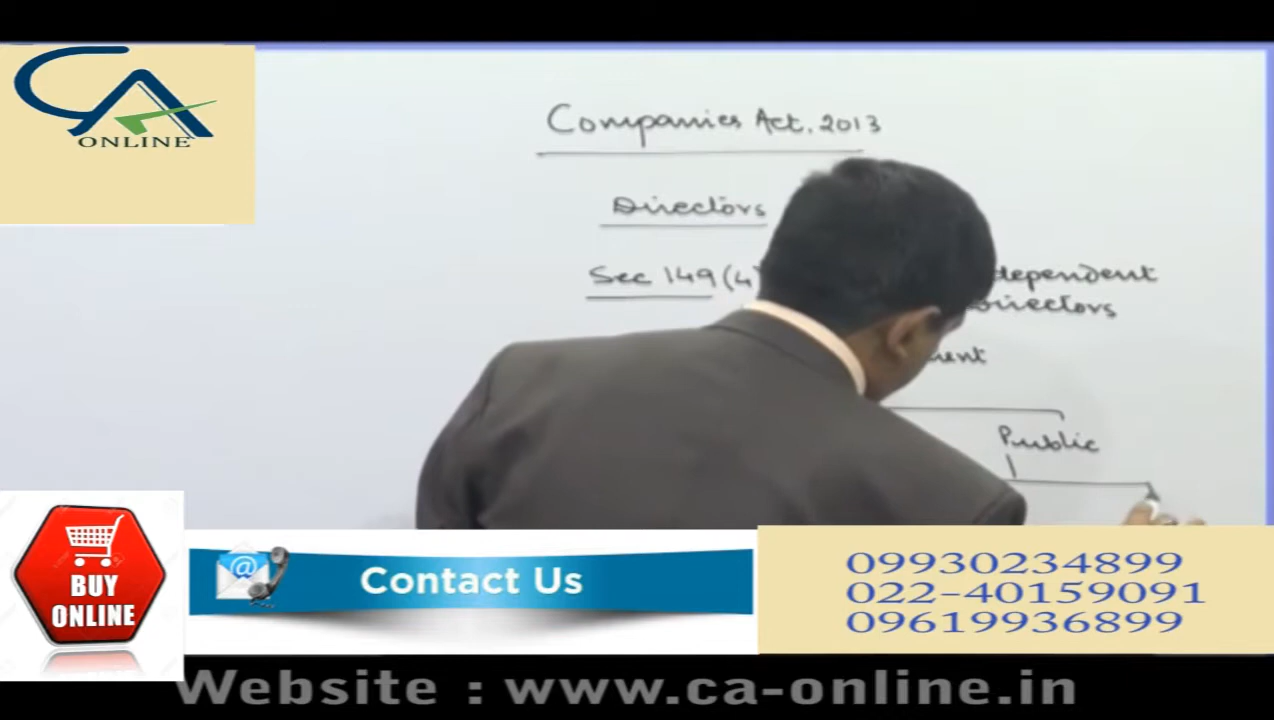 CA
ONLINE
Companies Act, 2013
Directors
Sec 149(4)
dependent
Directors
Public
BUY
ONLINE
@
Contact Us
09930234899
022-40159091
09619936899
Website : www.ca-online.in